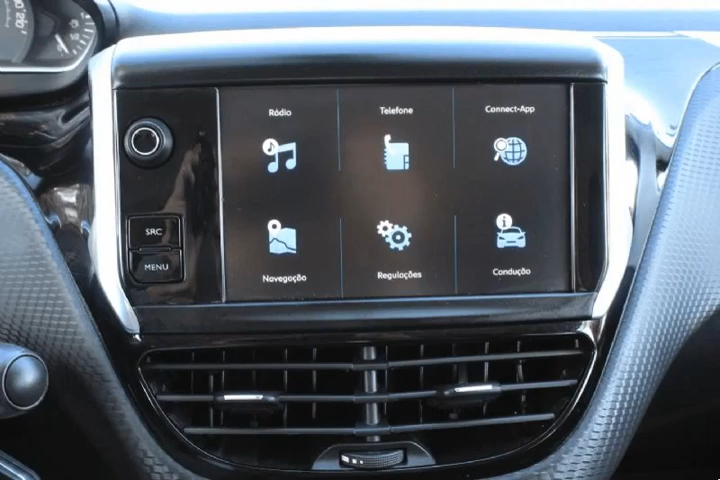 Rádio
Telefone
Connect-App
SRC
MENU
Navegação
Regulações
Condução